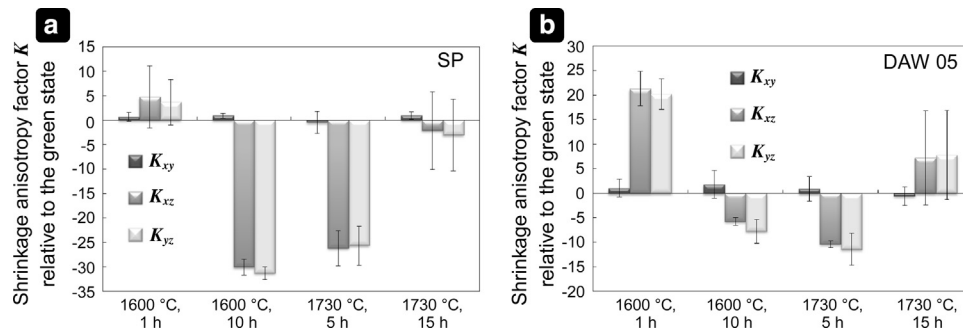 a
Shrinkage anisotropy factor K
relative to the green state
15
10
5
0
-5
-10
-15
-20
-25
-30
-35
SP
Kxy
Kxz
Kyz
1600 °C,
1 h
1600 °C,
10 h
1730 °C,
5 h
1730 °C,
15 h
b
Shrinkage anisotropy factor K
relative to the green state
30
25
20
15
10
5
0
-5
-10
-15
-20
DAW 05
Kxy
Kxz
Kyz
1600 °C,
1 h
1600 °C,
10 h
1730 °C,
5 h
1730 °C,
15 h